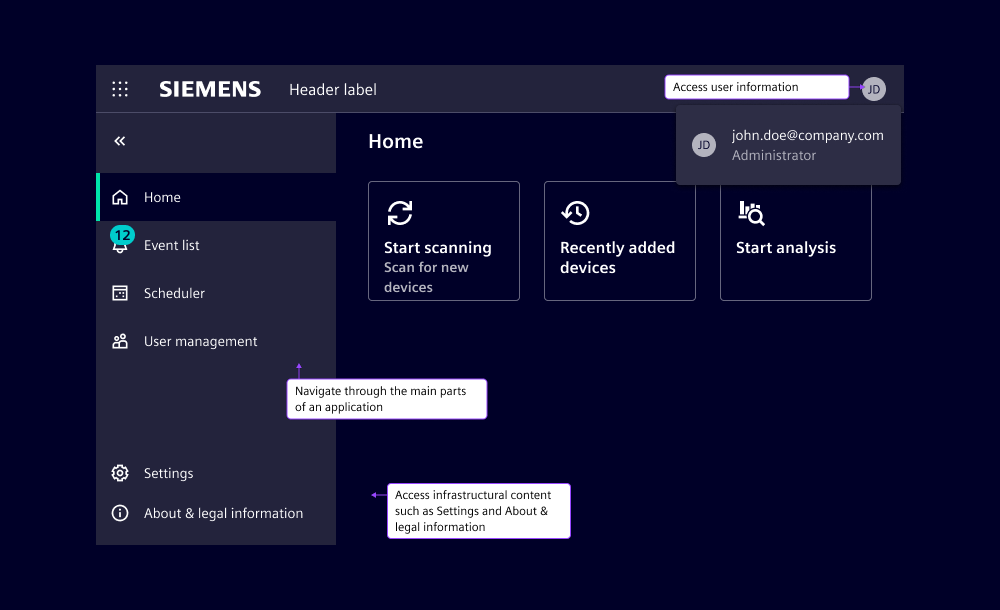 SIEMENS
Header label
Access user information
JD
JD
john.doe@company.com
Administrator
Home
Home
12
Event list
Scheduler
User management
Start scanning
Scan for new
devices
Recently added
devices
Start analysis
Navigate through the main parts
of an application
Settings
About & legal information
Access infrastructural content
such as Settings and About &
legal information